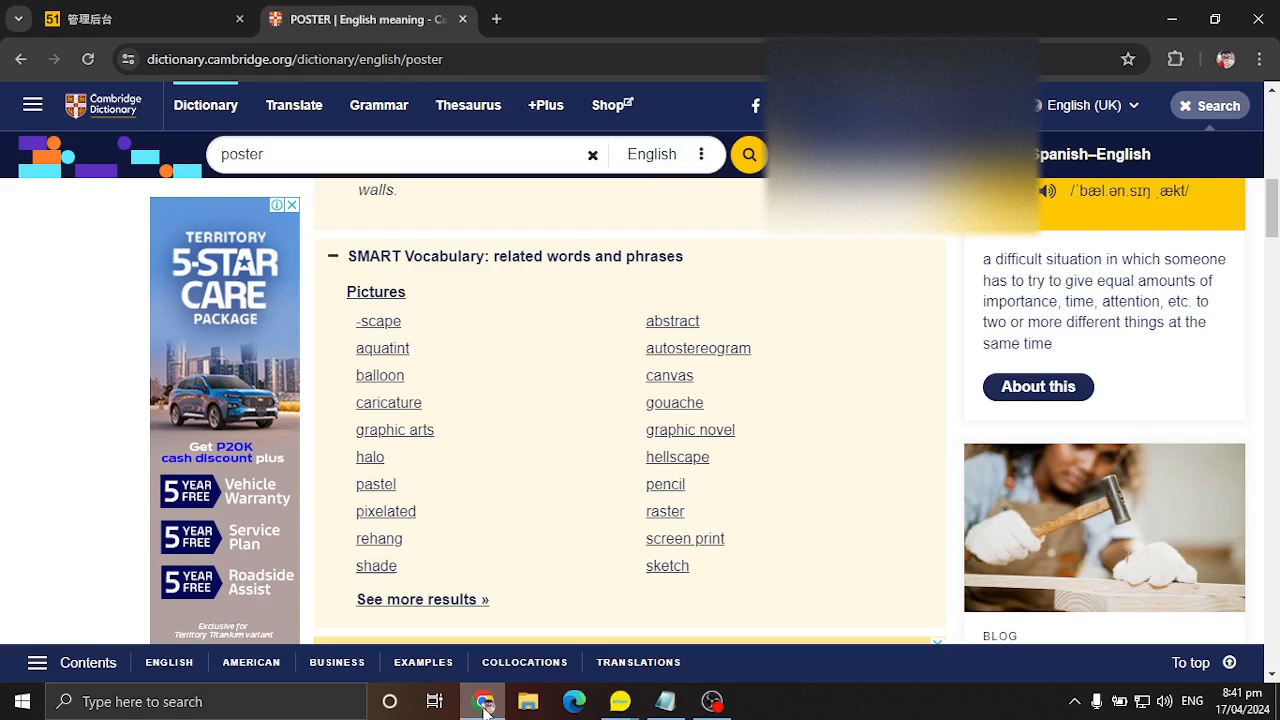 51 管理后台
POSTER | Meaning - Ca
dictionary.cambridge.org/dictionary/english/poster
Cambridge
Dictionary
Dictionary
Translate
Grammar
Thesaurus
+Plus
Shop
f
English (UK)
Search
poster
English
Spanish–English
walls.
/ˈbæl.ən.sɪŋ ˌækt/
TERRITORY
5-STAR
CARE
PACKAGE
Get P20K
cash discount plus
5 YEAR FREE Vehicle Warranty
5 YEAR FREE Service Plan
5 YEAR FREE Roadside Assist
Exclusive for
Territory Titanium variant
SMART Vocabulary: related words and phrases
Pictures
-scape
abstract
aquatint
autostereogram
balloon
canvas
caricature
gouache
graphic arts
graphic novel
halo
hellscape
pastel
pencil
pixelated
raster
rehang
screen print
shade
sketch
See more results »
a difficult situation in which someone
has to try to give equal amounts of
importance, time, attention, etc. to
two or more different things at the
same time
About this
BLOG
Contents
ENGLISH
AMERICAN
BUSINESS
EXAMPLES
COLLOCATIONS
TRANSLATIONS
To top
Type here to search
8:41 pm
17/04/2024